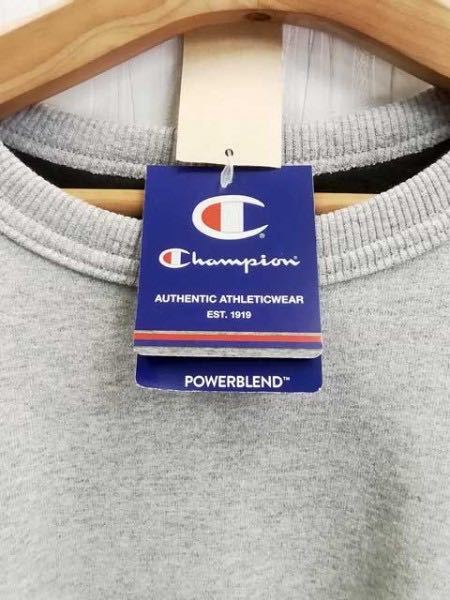 ®
Champion
AUTHENTIC ATHLETICWEAR
EST. 1919
POWERBLEND™